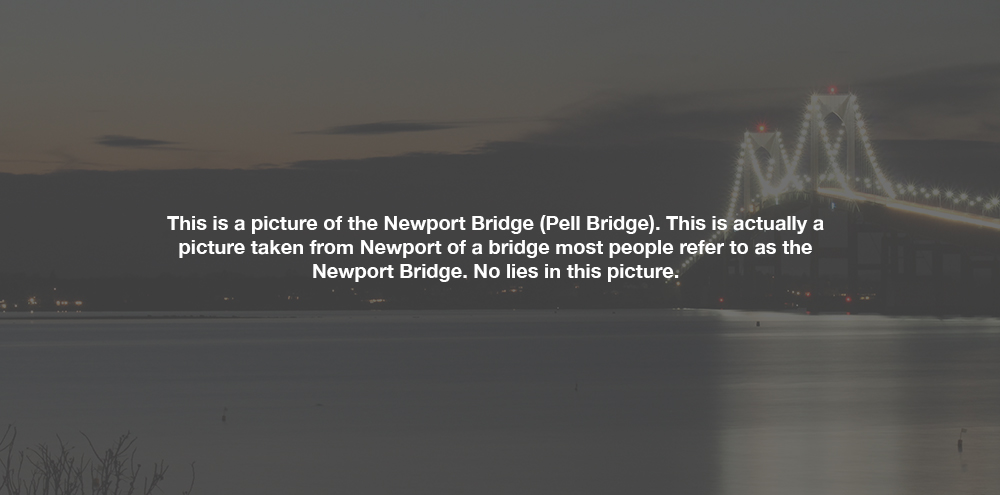 This is a picture of the Newport Bridge (Pell Bridge). This is actually a
picture taken from Newport of a bridge most people refer to as the
Newport Bridge. No lies in this picture.